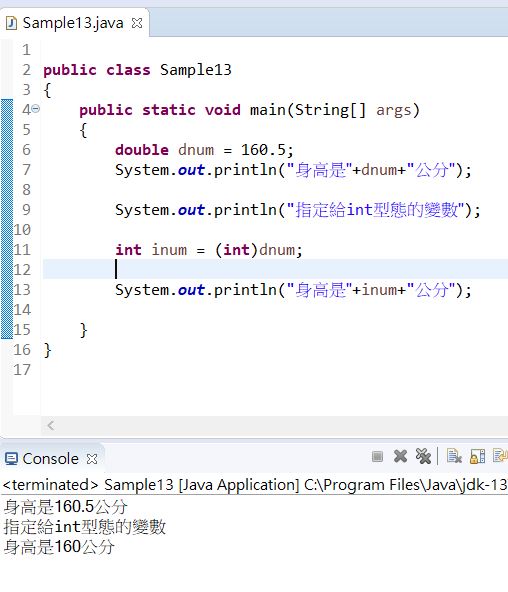 Sample13.java
1
2 public class Sample13
3 {
4 public static void main(String[] args)
5 {
6 double dnum = 160.5;
7 System.out.println("身高是"+dnum+"公分");
8
9 System.out.println("指定給int型態的變數");
10
11 int inum = (int)dnum;
12
13 System.out.println("身高是"+inum+"公分");
14
15 }
16 }
17
Console
<terminated> Sample13 [Java Application] C:\Program Files\Java\jdk-13
身高是160.5公分
指定給int型態的變數
身高是160公分